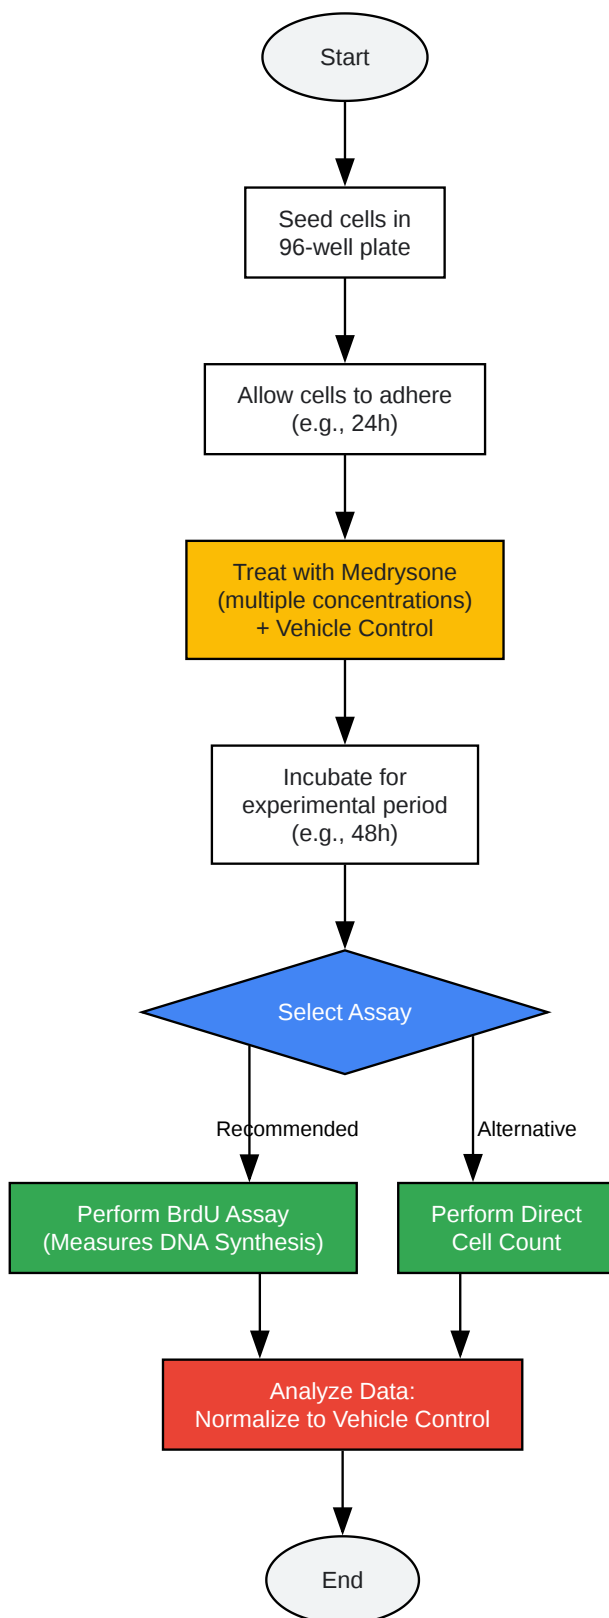 Start
Seed cells in
96-well plate
Allow cells to adhere
(e.g., 24h)
Treat with Medrysone
(multiple concentrations)
+ Vehicle Control
Incubate for
experimental period
(e.g., 48h)
Select Assay
Recommended
Alternative
Perform BrdU Assay
(Measures DNA Synthesis)
Perform Direct
Cell Count
Analyze Data:
Normalize to Vehicle Control
End